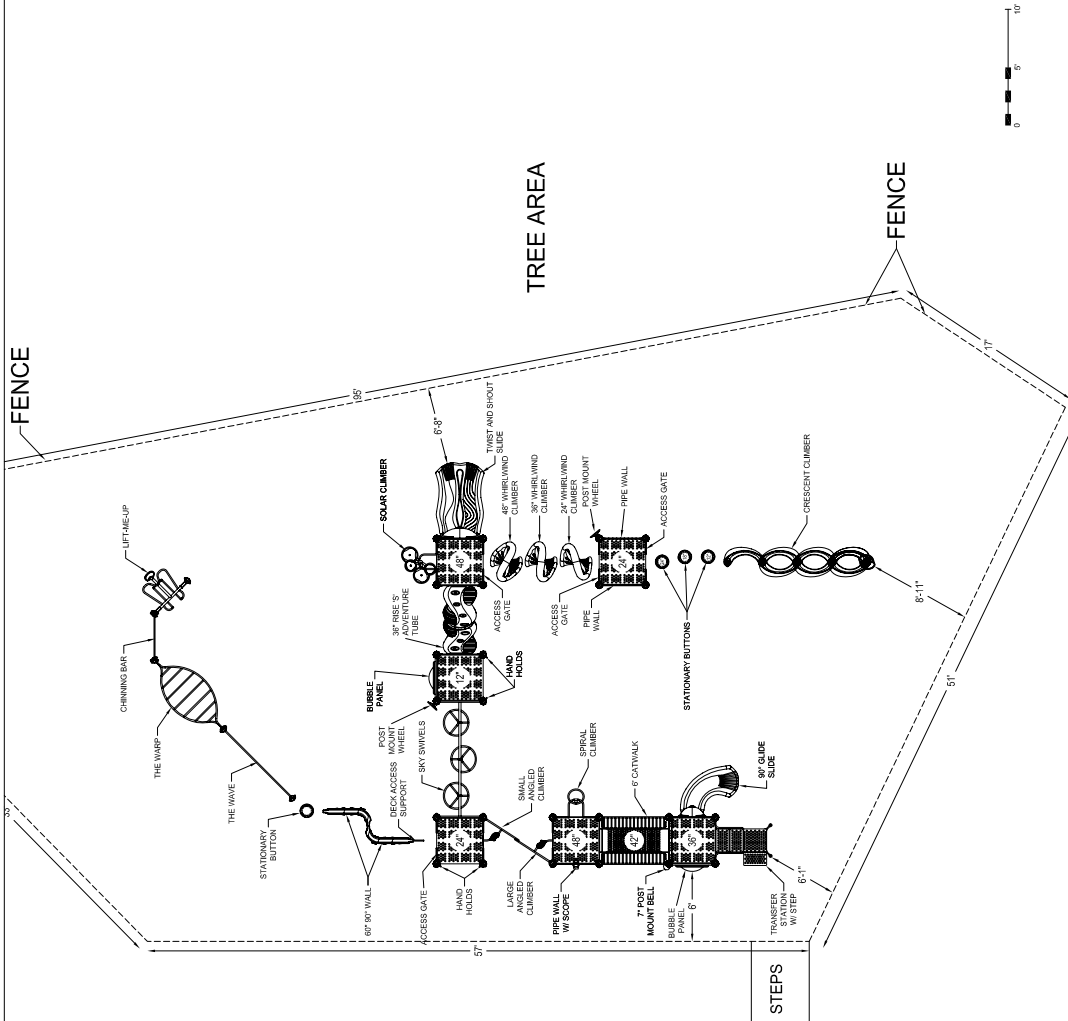 FENCE
LIFT-ME-UP
CHINNING BAR
THE WARP
THE WAVE
STATIONARY
BUTTON
60" 90° WALL
DECK ACCESS
SUPPORT
ACCESS GATE
HAND
HOLDS
24"
SKY SWIVELS
POST
MOUNT
WHEEL
BUBBLE
PANEL
12"
HAND
HOLDS
36" RISE 'S'
ADVENTURE
TUBE
SOLAR CLIMBER
48"
TWIST AND SHOUT
SLIDE
6'-8"
95'
TREE AREA
0
5'
10'
ACCESS
GATE
48" WHIRLWIND
CLIMBER
36" WHIRLWIND
CLIMBER
24" WHIRLWIND
CLIMBER
POST MOUNT
WHEEL
PIPE WALL
ACCESS GATE
24"
ACCESS
GATE
PIPE
WALL
STATIONARY BUTTONS
CRESCENT CLIMBER
FENCE
17'
8'-11"
51'
SMALL
ANGLED
CLIMBER
LARGE
ANGLED
CLIMBER
PIPE WALL
W/ SCOPE
48"
SPIRAL
CLIMBER
6' CATWALK
42"
7" POST
MOUNT BELL
BUBBLE
PANEL
36"
90° GLIDE
SLIDE
6'
6'-1"
TRANSFER
STATION
W/ STEP
57'
STEPS